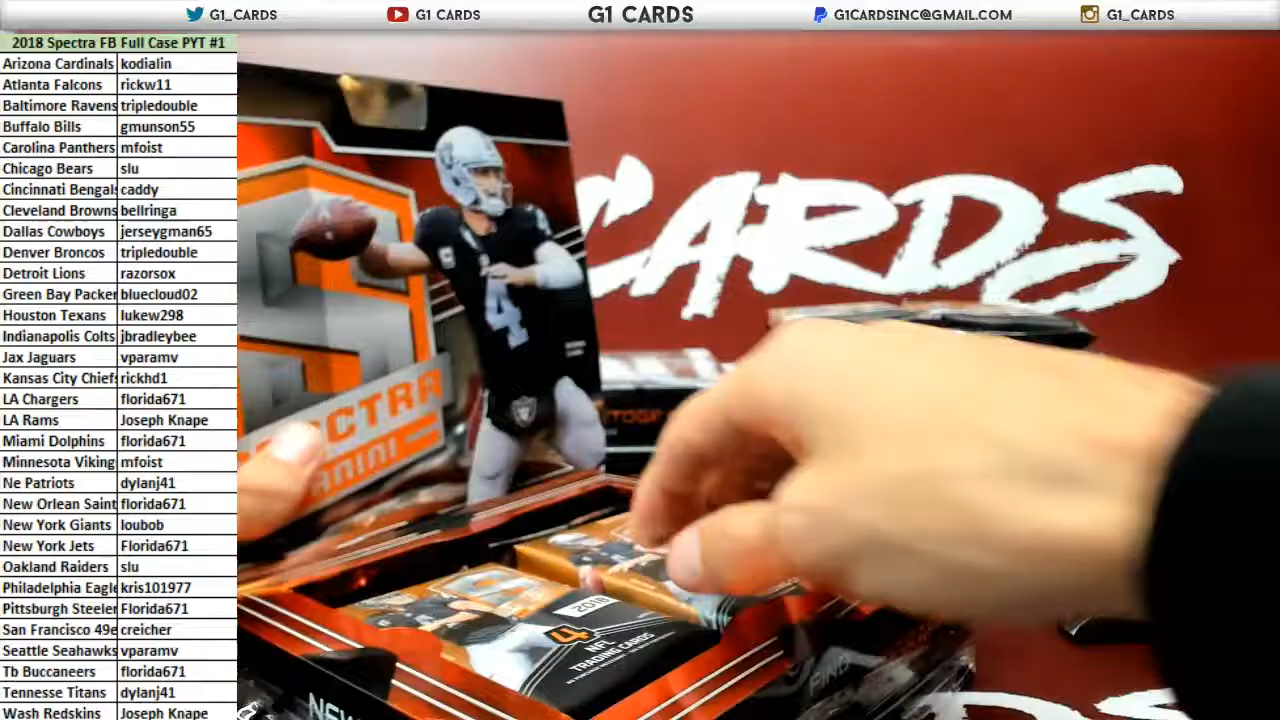 G1_CARDS
G1 CARDS
G1 CARDS
G1CARDSINC@GMAIL.COM
G1_CARDS
2018 Spectra FB Full Case PYT #1
Arizona Cardinals kodialin
Atlanta Falcons rickw11
Baltimore Ravens tripledouble
Buffalo Bills gmunson55
Carolina Panthers mfoist
Chicago Bears slu
Cincinnati Bengals caddy
Cleveland Browns bellringa
Dallas Cowboys jerseygman65
Denver Broncos tripledouble
Detroit Lions razorsox
Green Bay Packer bluecloud02
Houston Texans lukew298
Indianapolis Colts jbradleybee
Jax Jaguars vparamv
Kansas City Chiefs rickhd1
LA Chargers florida671
LA Rams Joseph Knape
Miami Dolphins florida671
Minnesota Viking mfoist
Ne Patriots dylanj41
New Orlean Saint florida671
New York Giants loubob
New York Jets Florida671
Oakland Raiders slu
Philadelphia Eagle kris101977
Pittsburgh Steeler Florida671
San Francisco 49e creicher
Seattle Seahawks vparamv
Tb Buccaneers florida671
Tennesse Titans dylanj41
Wash Redskins Joseph Knape
CARDS
4
2018
4
NFL
TRADING CARDS